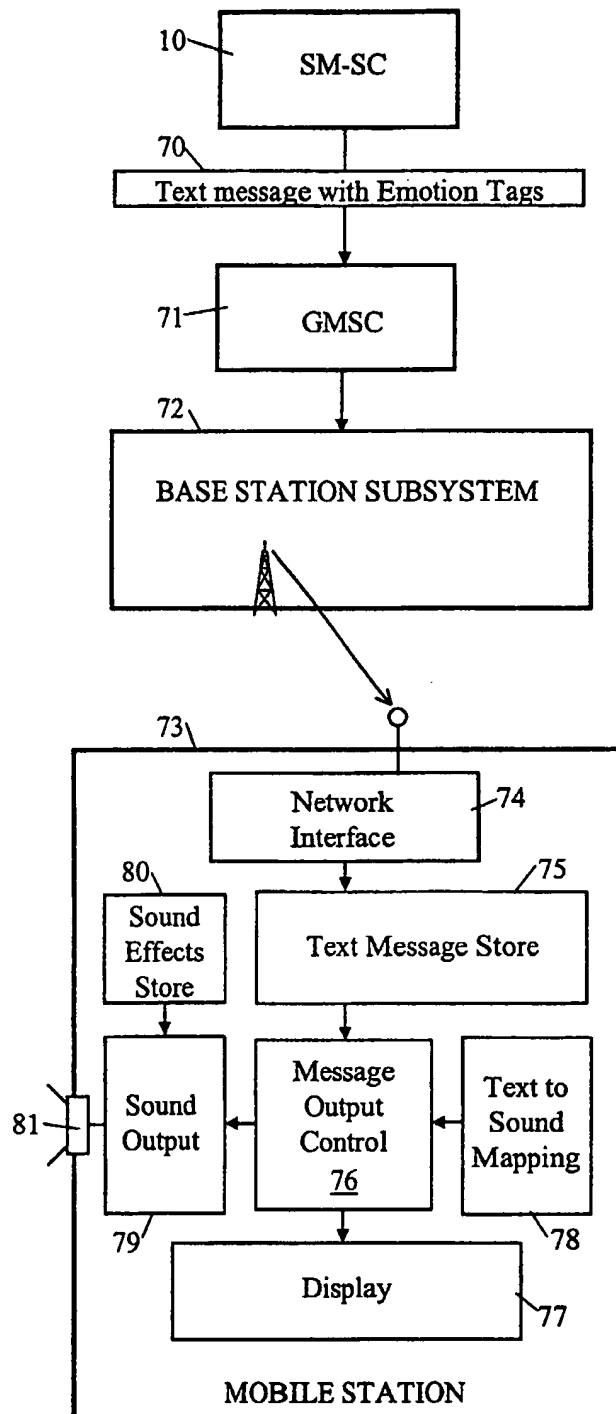 10
SM-SC
70
Text message with Emotion Tags
71
GMSC
72
BASE STATION SUBSYSTEM
73
Network
Interface
74
80
75
Sound
Effects
Store
Text Message Store
81
Sound
Output
Message
Output
Control
76
Text to
Sound
Mapping
79
78
Display
77
MOBILE STATION